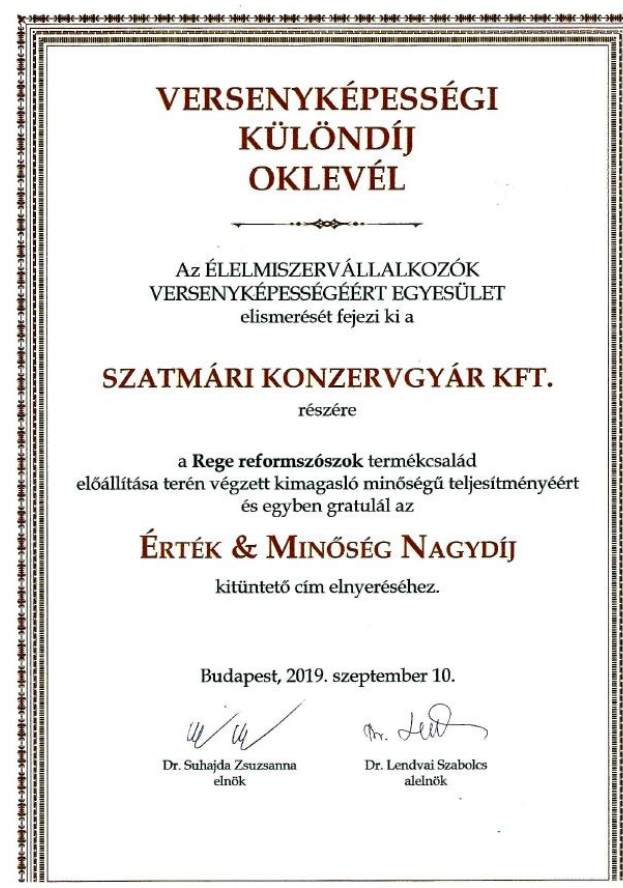 VERSENYKÉPESSÉGI
KÜLÖNDÍJ
OKLEVÉL
Az ÉLELMISZERVÁLLALKOZÓK
VERSENYKÉPESSÉGÉÉRT EGYESÜLET
elismerését fejezi ki a
SZATMÁRI KONZERVGYÁR KFT.
részére
a Rege reformszószok termékcsalád
előállítása terén végzett kimagasló minőségű teljesítményéért
és egyben gratulál az
ÉRTÉK & MINŐSÉG NAGYDÍJ
kitüntető cím elnyeréséhez.
Budapest, 2019. szeptember 10.
Dr. Suhajda Zsuzsanna
elnök
Dr. Lendvai Szabolcs
alelnök